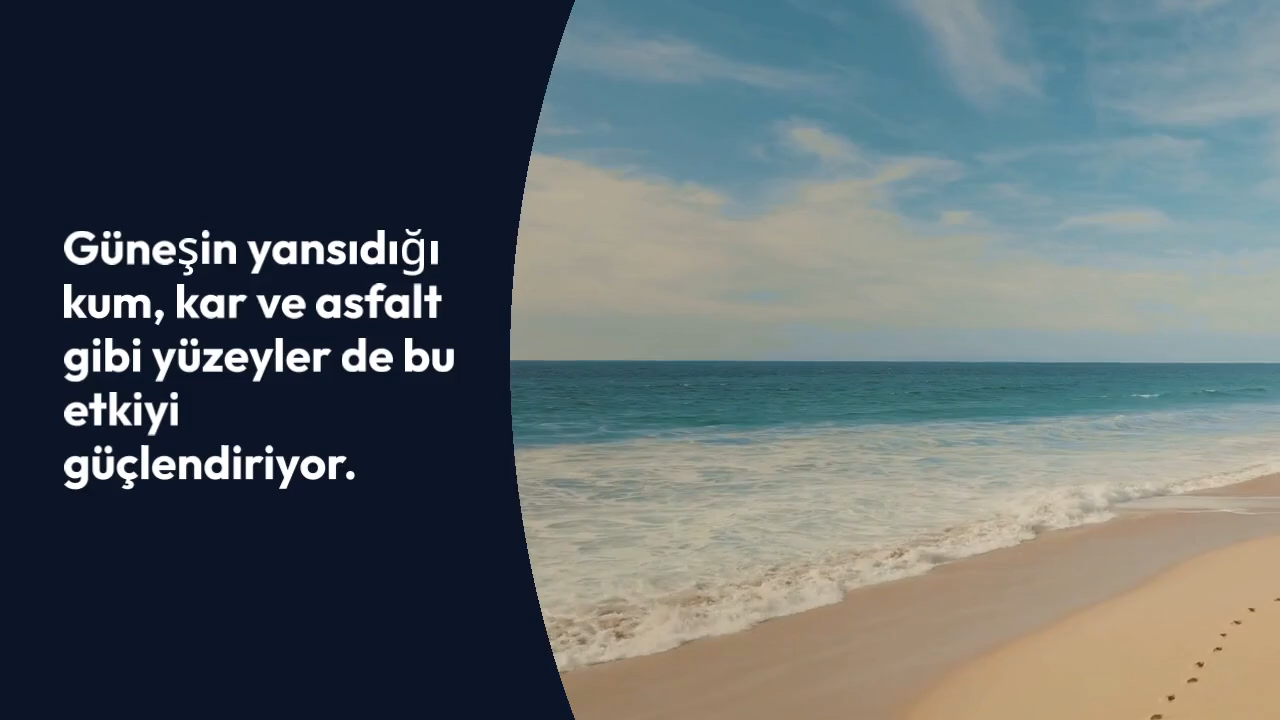 Güneşin yansıdığı
kum, kar ve asfalt
gibi yüzeyler de bu
etkiyi
güçlendiriyor.